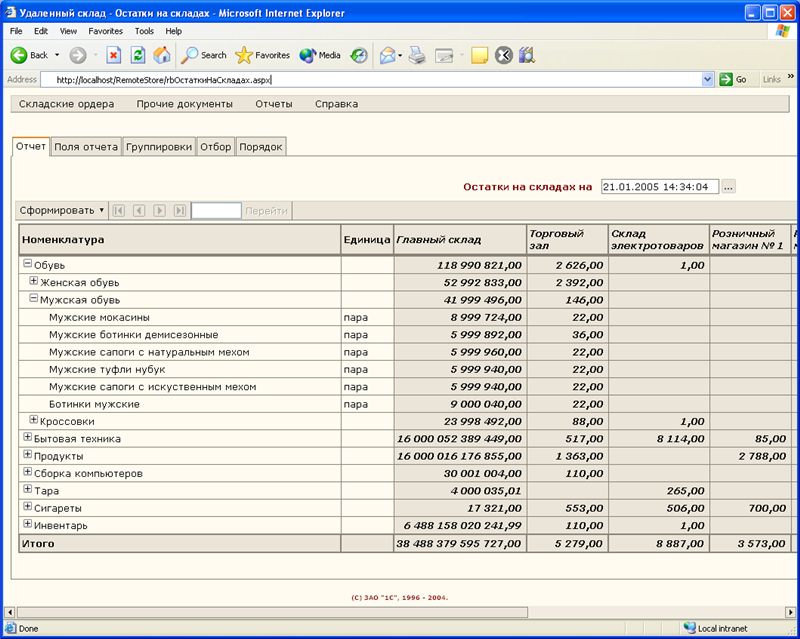 Удаленный склад - Остатки на складах - Microsoft Internet Explorer
File Edit View Favorites Tools Help
Back Search Favorites Media
Address http://localhost/RemoteStore/rbОстаткиНаСкладах.aspx Go Links »
Складские ордера Прочие документы Отчеты Справка
Отчет Поля отчета Группировки Отбор Порядок
Остатки на складах на 21.01.2005 14:34:04 ...
Сформировать Перейти
Номенклатура Единица Главный склад Торговый зал Склад электротоваров Розничный магазин № 1
Обувь 118 990 821,00 2 626,00 1,00
Женская обувь 52 992 833,00 2 392,00
Мужская обувь 41 999 496,00 146,00
Мужские мокасины пара 8 999 724,00 22,00
Мужские ботинки демисезонные пара 5 999 892,00 36,00
Мужские сапоги с натуральным мехом пара 5 999 960,00 22,00
Мужские туфли нубук пара 5 999 940,00 22,00
Мужские сапоги с искуственным мехом пара 5 999 940,00 22,00
Ботинки мужские пара 9 000 040,00 22,00
Кроссовки 23 998 492,00 88,00 1,00
Бытовая техника 16 000 052 389 449,00 517,00 8 114,00 85,00
Продукты 16 000 016 176 855,00 1 363,00 2 788,00
Сборка компьютеров 30 001 004,00 110,00
Тара 4 000 035,01 265,00
Сигареты 17 321,00 553,00 506,00 700,00
Инвентарь 6 488 158 020 241,99 110,00 1,00
Итого 38 488 379 595 727,00 5 279,00 8 887,00 3 573,00
(C) ЗАО "1С", 1996 - 2004.
Done Local intranet